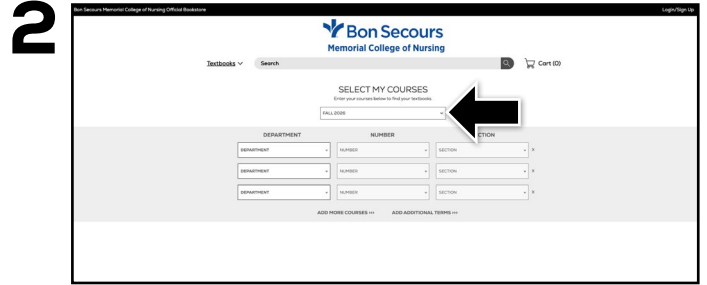 2
Bon Secours Memorial College of Nursing Official Bookstore
Login/Sign Up
Bon Secours
Memorial College of Nursing
Textbooks
Search
Cart (0)
SELECT MY COURSES
Enter your courses below to find your textbooks.
FALL 2026
DEPARTMENT NUMBER CTION
DEPARTMENT NUMBER SECTION X
DEPARTMENT NUMBER SECTION X
DEPARTMENT NUMBER SECTION X
ADD MORE COURSES >>> ADD ADDITIONAL TERMS >>>